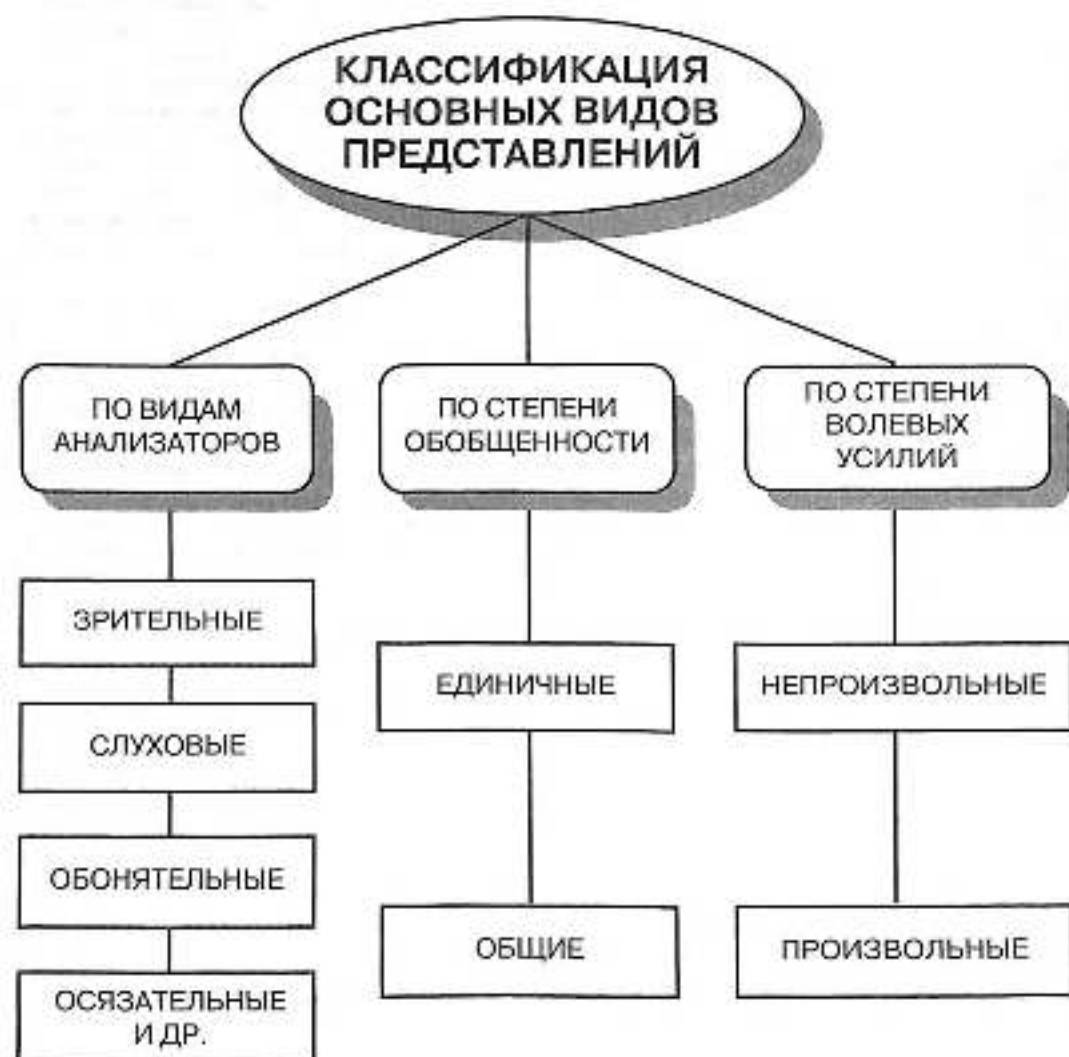 КЛАССИФИКАЦИЯ
ОСНОВНЫХ ВИДОВ
ПРЕДСТАВЛЕНИЙ
ПО ВИДАМ
АНАЛИЗАТОРОВ
ПО СТЕПЕНИ
ОБОБЩЕННОСТИ
ПО СТЕПЕНИ
ВОЛЕВЫХ
УСИЛИЙ
ЗРИТЕЛЬНЫЕ
СЛУХОВЫЕ
ОБОНЯТЕЛЬНЫЕ
ОСЯЗАТЕЛЬНЫЕ
И ДР.
ЕДИНИЧНЫЕ
ОБЩИЕ
НЕПРОИЗВОЛЬНЫЕ
ПРОИЗВОЛЬНЫЕ